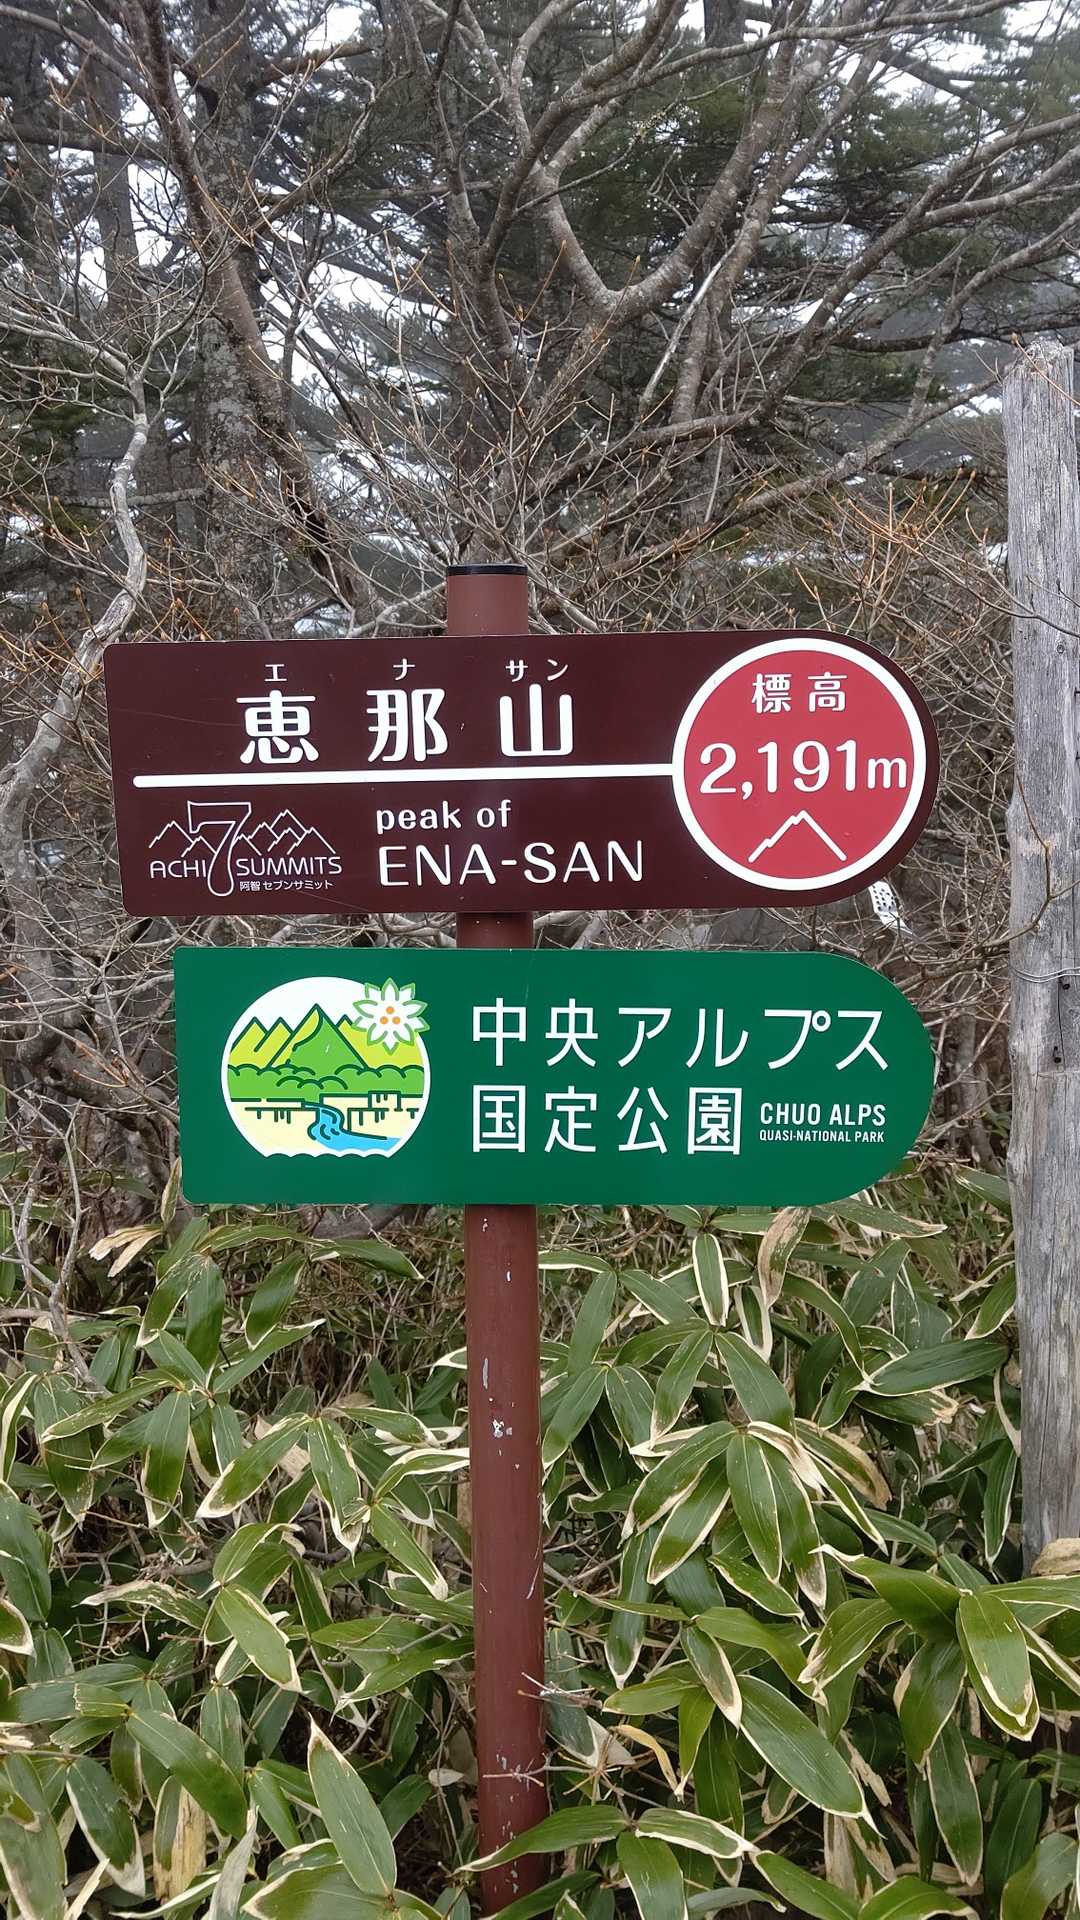 エ ナ サン
恵那山
標高
2,191m
peak of
ENA-SAN
ACHI 7 SUMMITS
阿智 セブンサミット
中央アルプス
国定公園
CHUO ALPS
QUASI-NATIONAL PARK